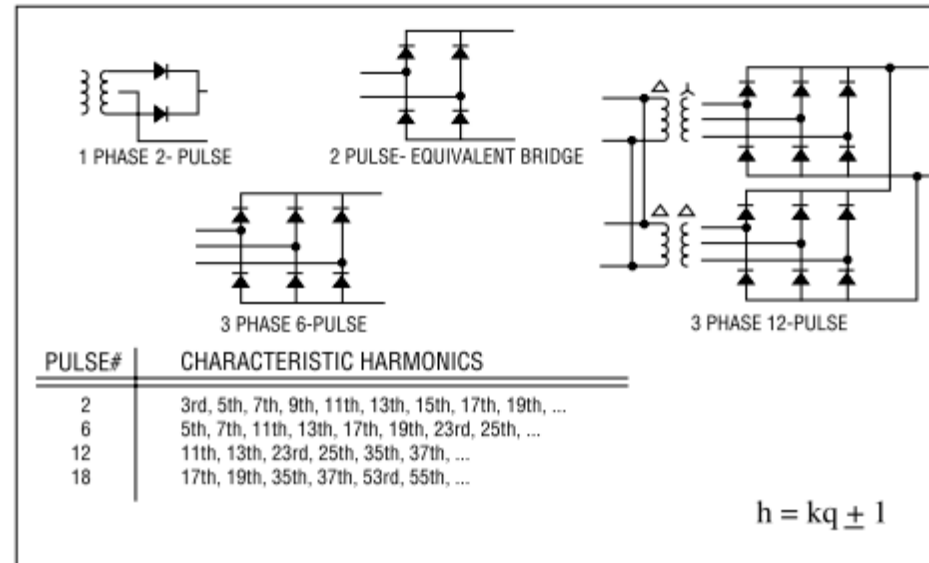 1 PHASE 2- PULSE
2 PULSE- EQUIVALENT BRIDGE
3 PHASE 6-PULSE
3 PHASE 12-PULSE
PULSE# CHARACTERISTIC HARMONICS
2 3rd, 5th, 7th, 9th, 11th, 13th, 15th, 17th, 19th, ...
6 5th, 7th, 11th, 13th, 17th, 19th, 23rd, 25th, ...
12 11th, 13th, 23rd, 25th, 35th, 37th, ...
18 17th, 19th, 35th, 37th, 53rd, 55th, ...
h = kq ± 1